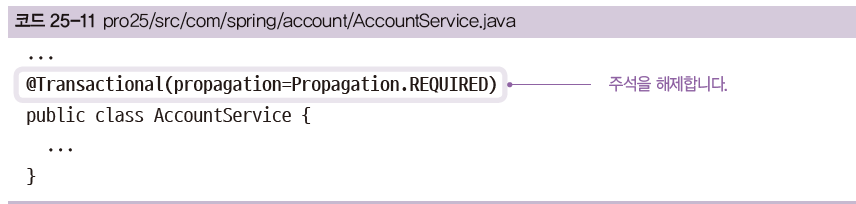 코드 25-11 pro25/src/com/spring/account/AccountService.java
...
@Transactional(propagation=Propagation.REQUIRED) 주석을 해제합니다.
public class AccountService {
...
}